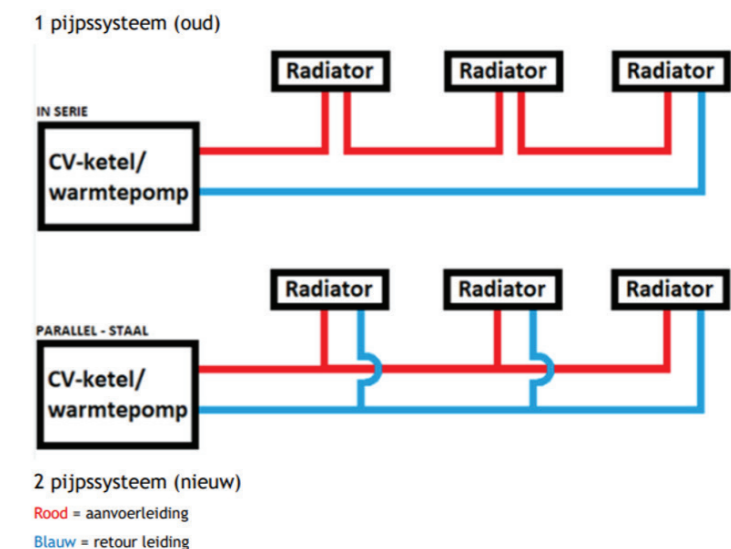 1 pijpssysteem (oud)
Radiator Radiator Radiator
IN SERIE
CV-ketel/
warmtepomp
Radiator Radiator Radiator
PARALLEL - STAAL
CV-ketel/
warmtepomp
2 pijpssysteem (nieuw)
Rood = aanvoerleiding
Blauw = retour leiding